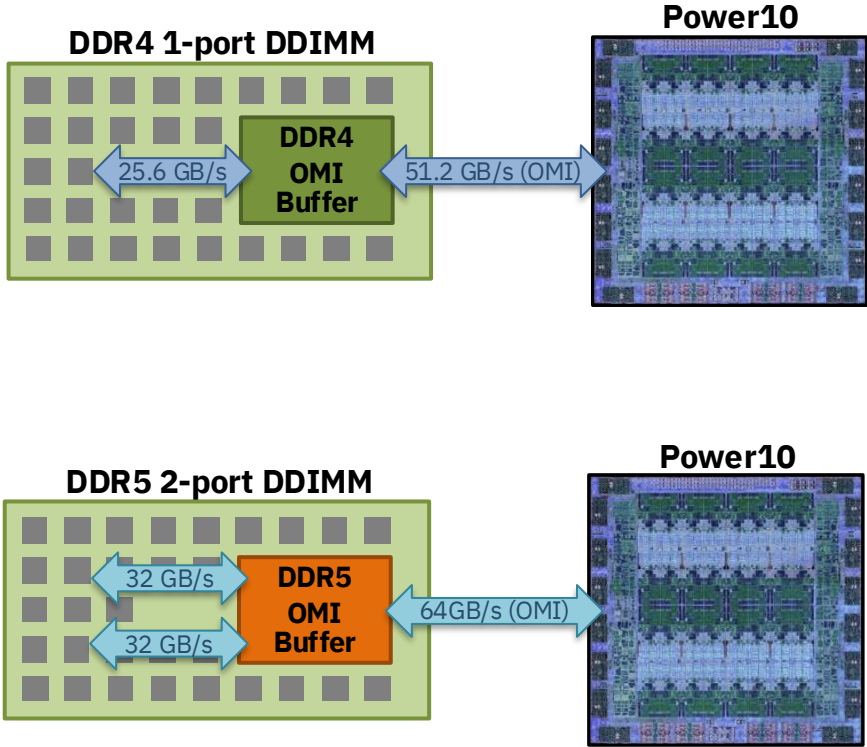 Power10
DDR4 1-port DDIMM
DDR4
OMI
Buffer
25.6 GB/s
51.2 GB/s (OMI)
Power10
DDR5 2-port DDIMM
32 GB/s
DDR5
OMI
Buffer
64GB/s (OMI)
32 GB/s